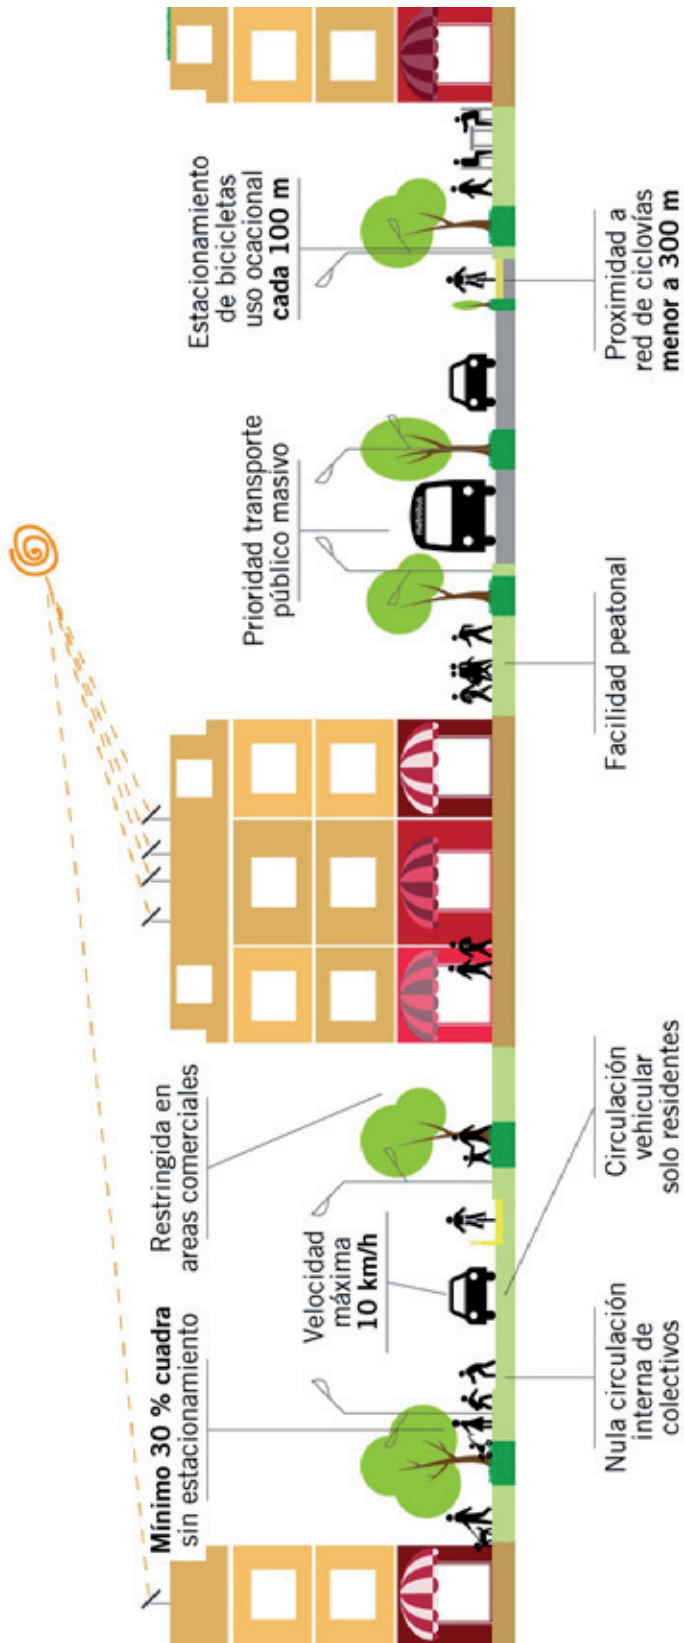 Mínimo 30 % cuadra
sin estacionamiento
Restringida en
areas comerciales
Velocidad
máxima
10 km/h
Prioridad transporte
público masivo
Estacionamiento
de bicicletas
uso ocacional
cada 100 m
metrobús
Nula circulación
interna de
colectivos
Circulación
vehicular
solo residentes
Facilidad peatonal
Proximidad a
red de ciclovías
menor a 300 m